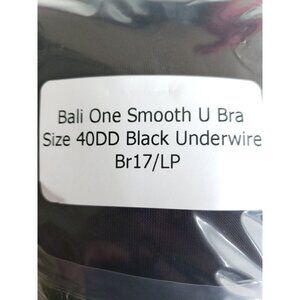 Bali One Smooth U Bra
Size 40DD Black Underwire
Br17/LP